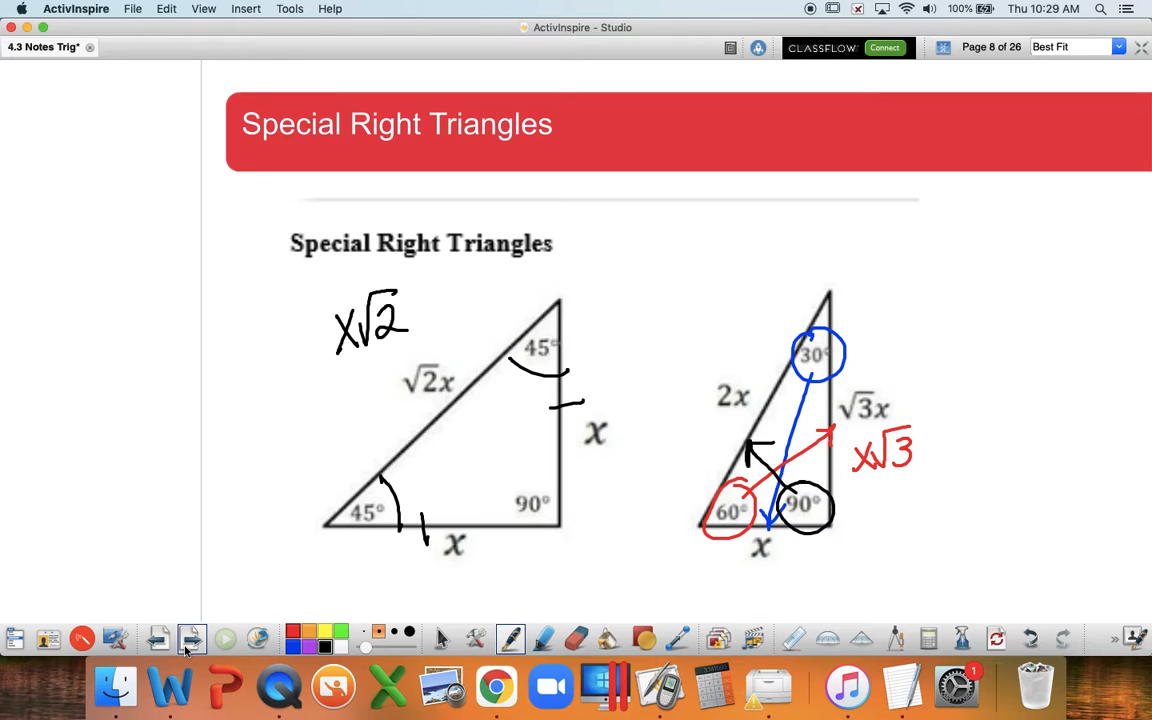 ActivInspire File Edit View Insert Tools Help 100% Thu 10:29 AM
ActivInspire - Studio
4.3 Notes Trig* CLASSFLOW Connect Page 8 of 26 Best Fit
Special Right Triangles
Special Right Triangles
x√2
45°
√2x
x
45°
90°
x
30°
2x
√3x
x√3
60°
90°
x
1